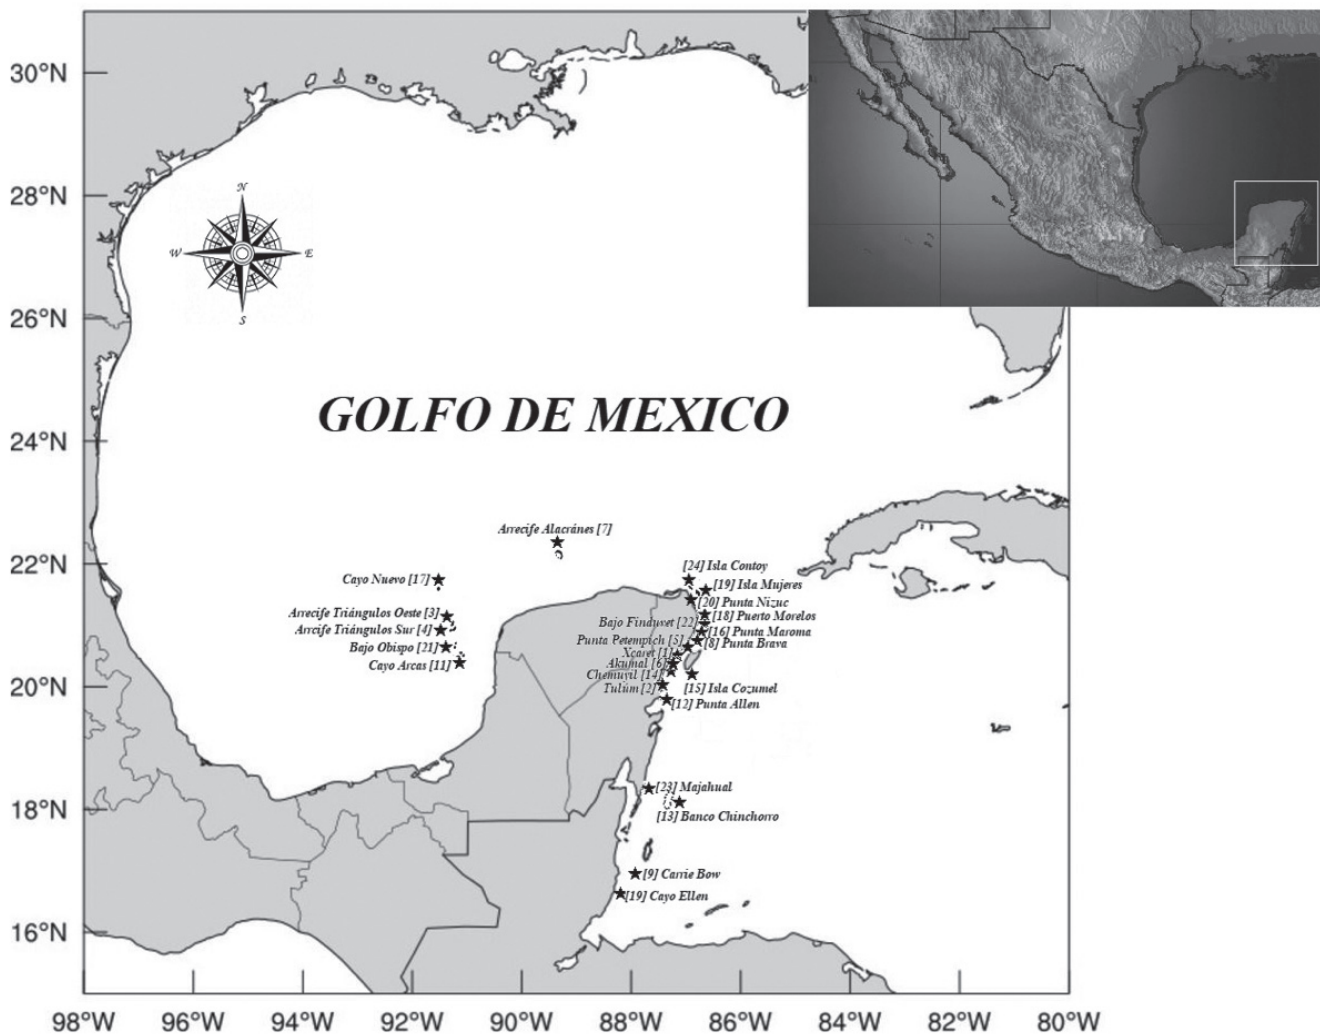 30°N
28°N
26°N
24°N
22°N
20°N
18°N
16°N
N
W
E
S
GOLFO DE MEXICO
Arrecife Alacránes [7]
Cayo Nuevo [17]
Arrecife Triángulos Oeste [3]
Arrcife Triángulos Sur [4]
Bajo Obispo [21]
Cayo Arcas [11]
[24] Isla Contoy
[19] Isla Mujeres
[20] Punta Nizuc
[18] Puerto Morelos
Bajo Finduvet [22]
[16] Punta Maroma
Punta Petempich [5]
[8] Punta Brava
Xcaret [1]
Akumal [6]
Chemuyil [14]
Tulúm [2]
[15] Isla Cozumel
[12] Punta Allen
[23] Majahual
[13] Banco Chinchorro
[9] Carrie Bow
[19] Cayo Ellen
98°W 96°W 94°W 92°W 90°W 88°W 86°W 84°W 82°W 80°W